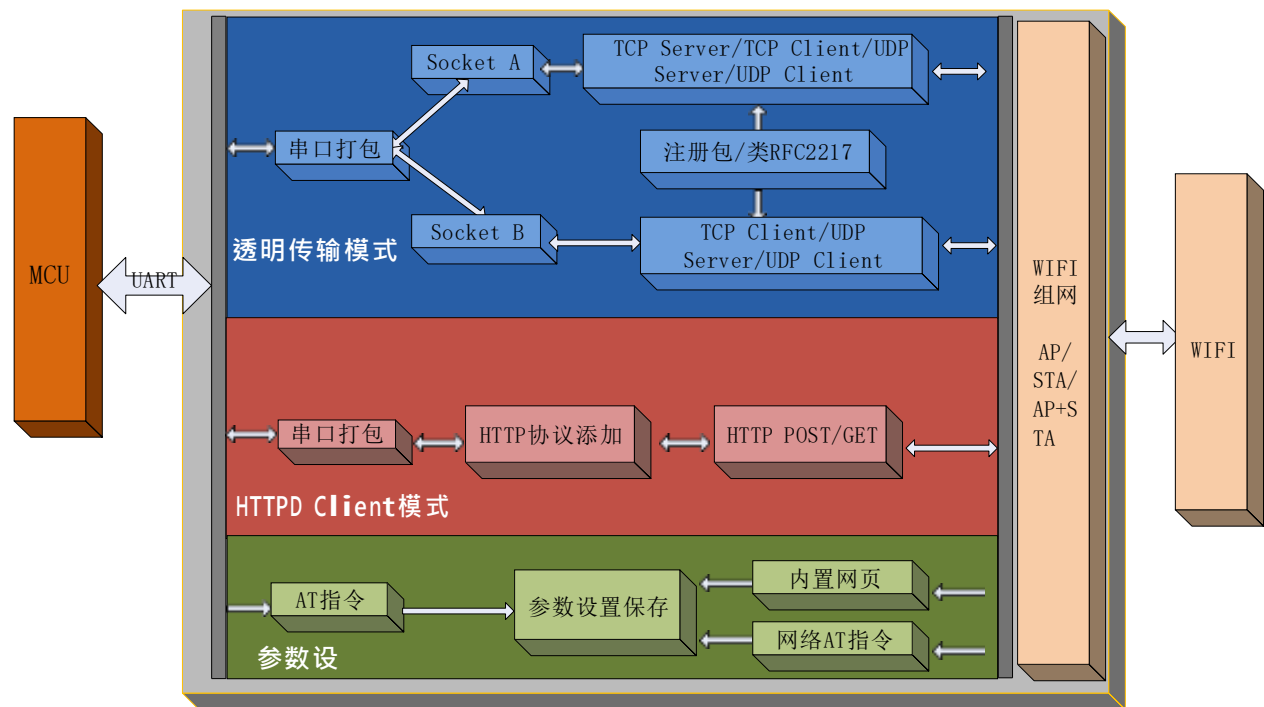 MCU
UART
Socket A
TCP Server/TCP Client/UDP
Server/UDP Client
串口打包
注册包/类RFC2217
Socket B
TCP Client/UDP
Server/UDP Client
透明传输模式
串口打包
HTTP协议添加
HTTP POST/GET
HTTPD Client模式
AT指令
参数设置保存
内置网页
网络AT指令
参数设
WIFI
组网
AP/
STA/
AP+S
TA
WIFI